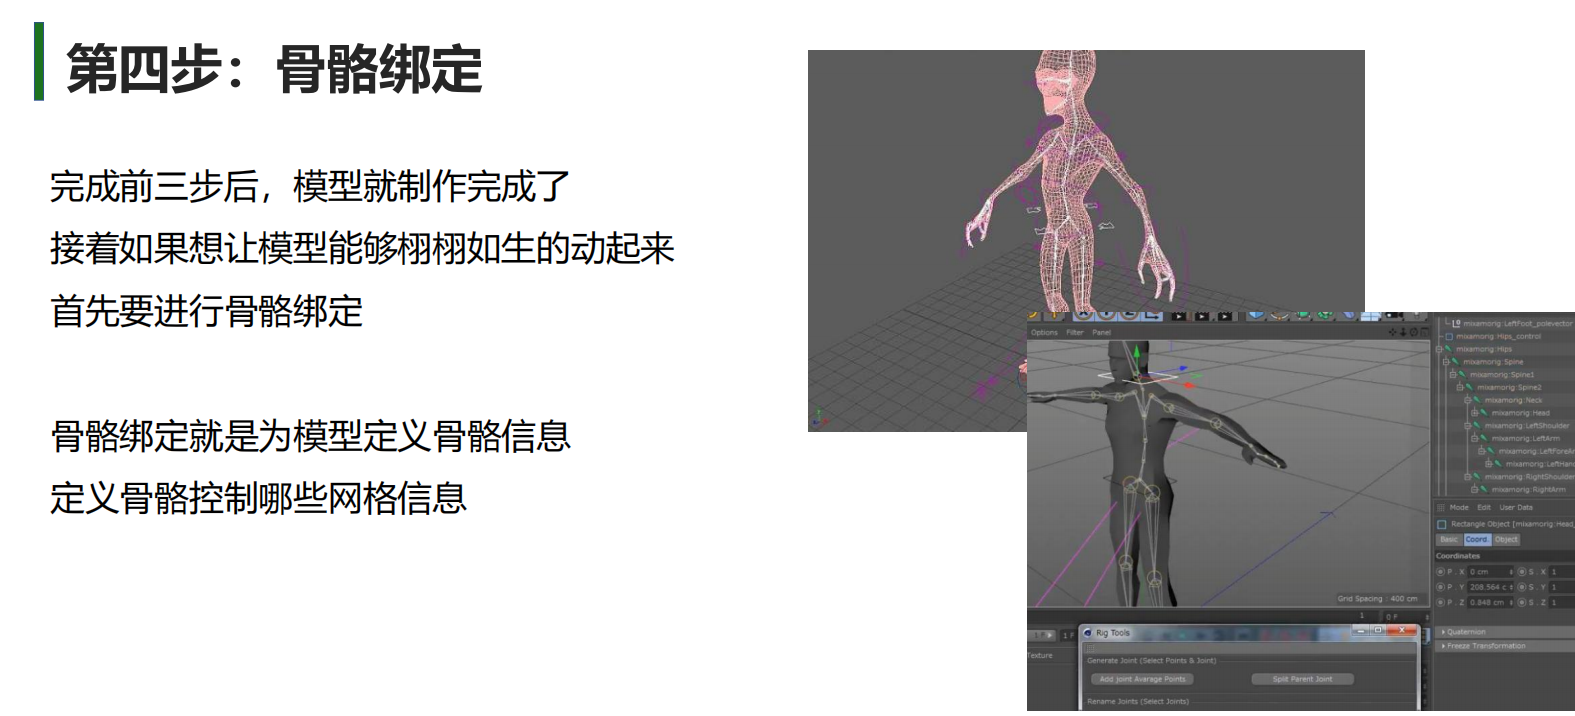 第四步：骨骼绑定
完成前三步后，模型就制作完成了
接着如果想让模型能够栩栩如生的动起来
首先要进行骨骼绑定
骨骼绑定就是为模型定义骨骼信息
定义骨骼控制哪些网格信息
Options Filter Panel
Grid Spacing : 400 cm
mixamorig:LeftFoot_polevector
mixamorig:Hips_control
mixamorig:Hips
mixamorig:Spine
mixamorig:Spine1
mixamorig:Spine2
mixamorig:Neck
mixamorig:Head
mixamorig:LeftShoulder
mixamorig:LeftArm
mixamorig:LeftForeAr
mixamorig:LeftHand
mixamorig:RightShoulder
mixamorig:RightArm
Mode Edit User Data
Rectangle Object [mixamorig:Head_
Basic Coord. Object
Coordinates
P . X 0 cm S . X 1
P . Y 208.564 c S . Y 1
P . Z 0.848 cm S . Z 1
Quaternion
Freeze Transformation
1 0 F
1 F 1 F
Texture
Rig Tools
Generate Joint (Select Points & Joint)
Add Joint Avarage Points Split Parent Joint
Rename Joints (Select Joints)